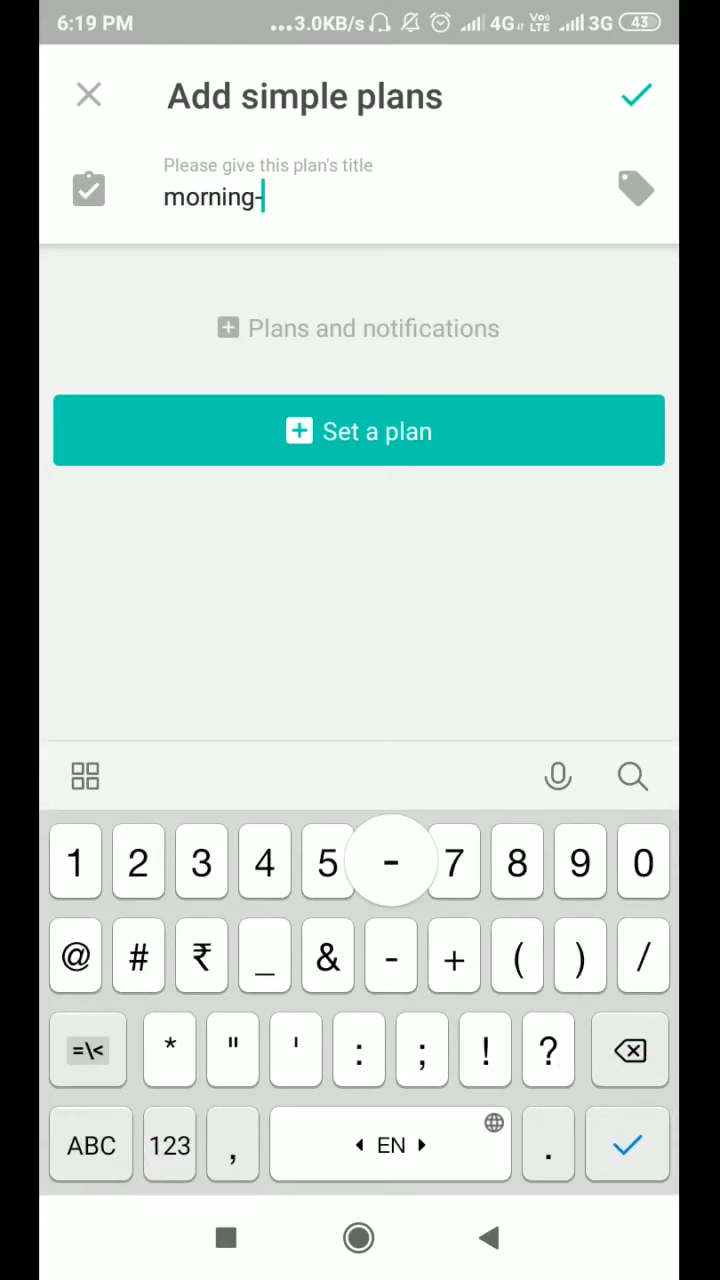 6:19 PM ...3.0KB/s 4G Vo) LTE 3G 43
Add simple plans
Please give this plan's title
morning-
Plans and notifications
Set a plan
1 2 3 4 5 - 7 8 9 0
@ # ₹ _ & - + ( ) /
=\< * " ' : ; ! ?
ABC 123 , EN .